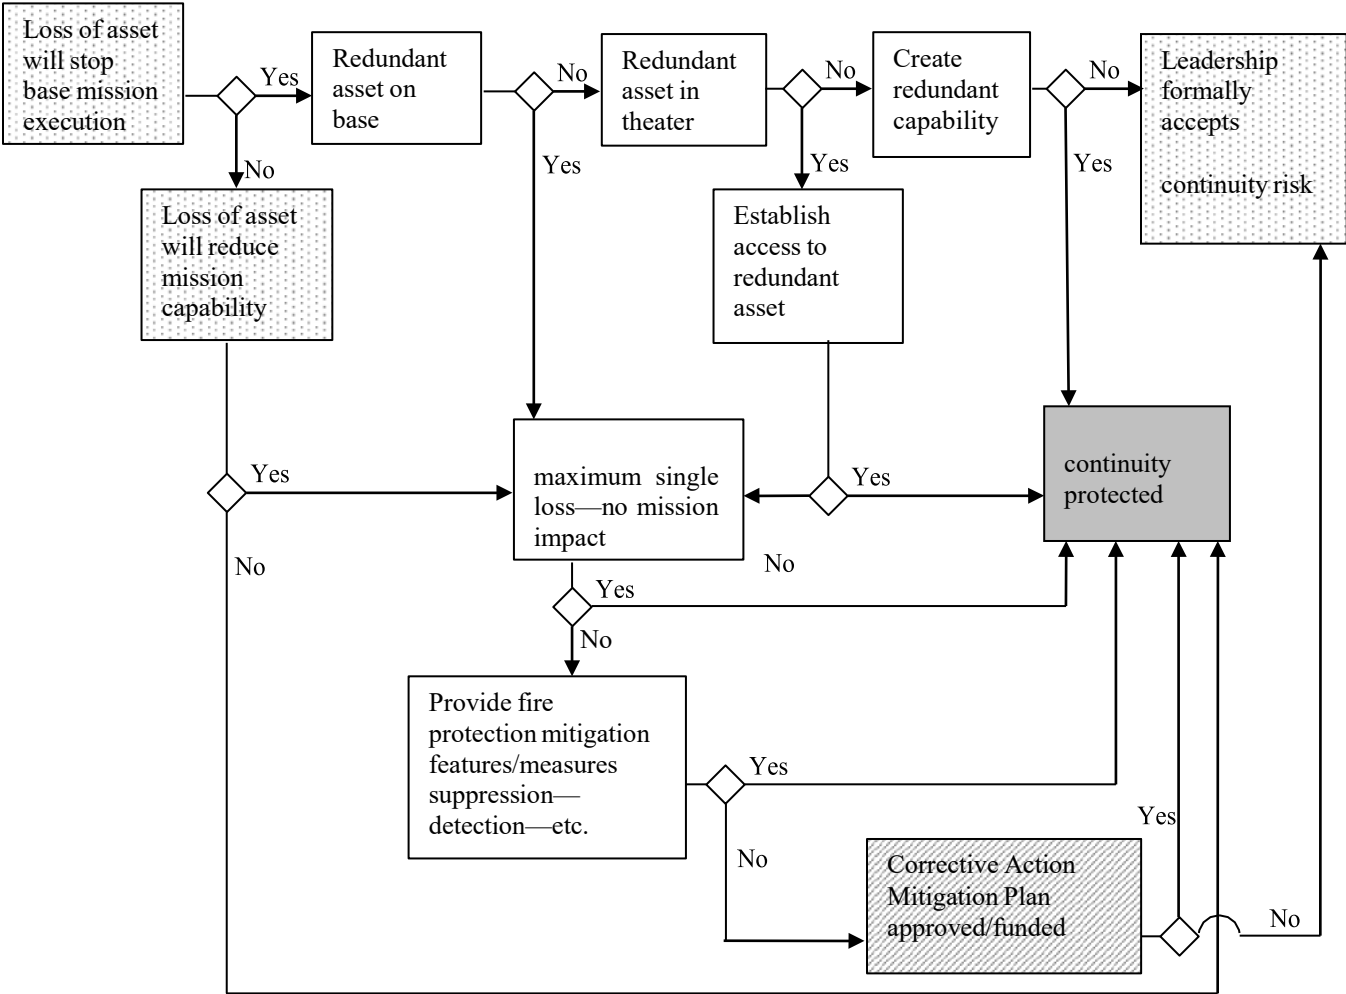 Loss of asset
will stop
base mission
execution
Yes
Redundant
asset on
base
No
Redundant
asset in
theater
No
Create
redundant
capability
No
Leadership
formally
accepts
continuity risk
No
Yes
Yes
Yes
Loss of asset
will reduce
mission
capability
Establish
access to
redundant
asset
Yes
maximum single
loss—no mission
impact
Yes
continuity
protected
No
No
Yes
No
Provide fire
protection mitigation
features/measures
suppression—
detection—etc.
Yes
No
Yes
Corrective Action
Mitigation Plan
approved/funded
No